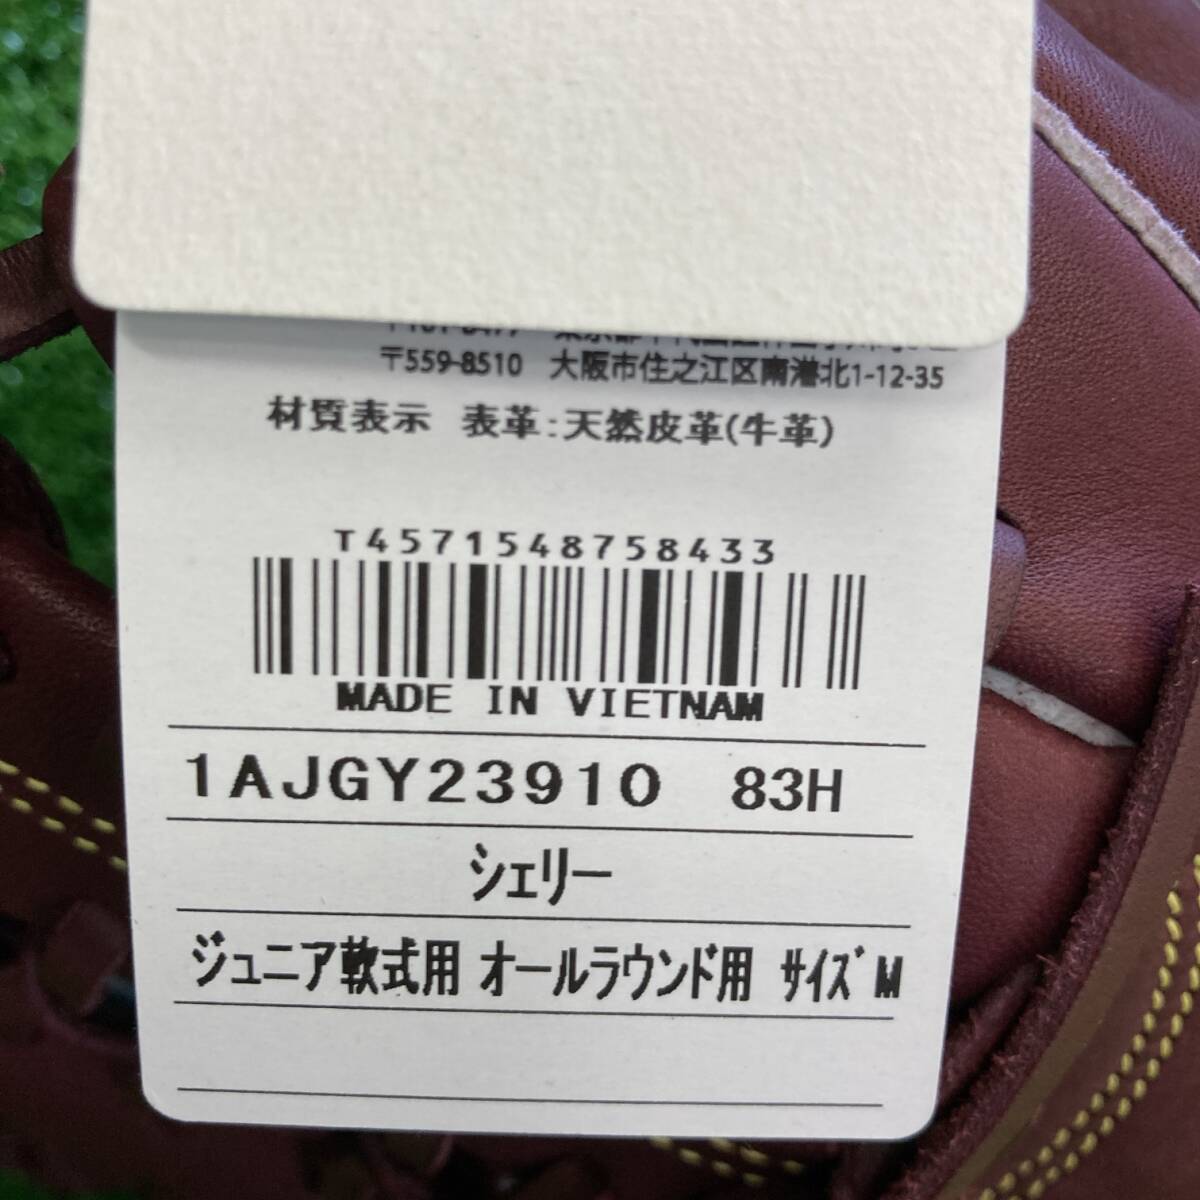 〒559-8510 大阪市住之江区南港北1-12-35
材質表示 表革:天然皮革(牛革)
T4571548758433
MADE IN VIETNAM
1AJGY23910 83H
シェリー
ジュニア軟式用 オールラウンド用 サイズM